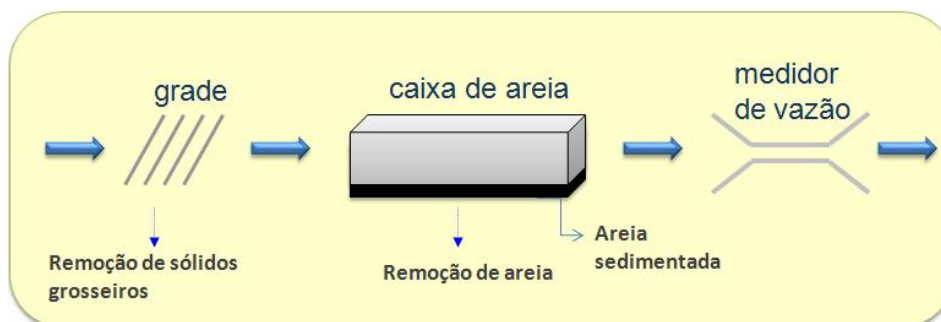 grade
caixa de areia
medidor
de vazão
Remoção de sólidos
grosseiros
Remoção de areia
Areia
sedimentada